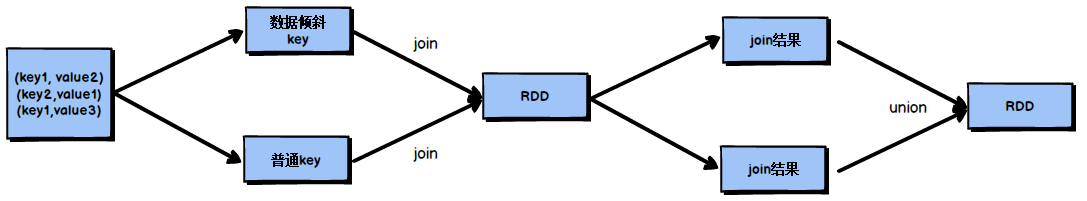 (key1, value2)
(key2,value1)
(key1,value3)
数据倾斜
key
普通key
join
join
RDD
join结果
join结果
union
RDD